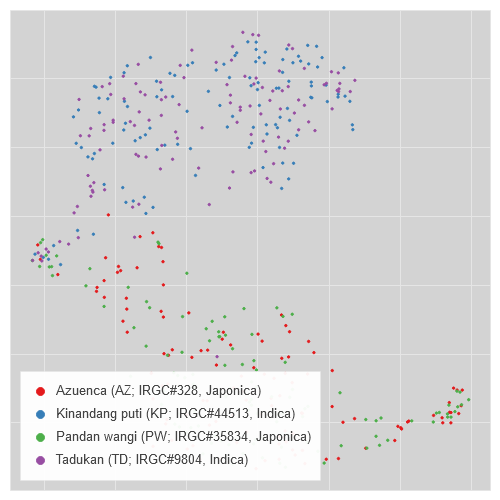 Azuenca (AZ; IRGC#328, Japonica)
Kinandang puti (KP; IRGC#44513, Indica)
Pandan wangi (PW; IRGC#35834, Japonica)
Tadukan (TD; IRGC#9804, Indica)